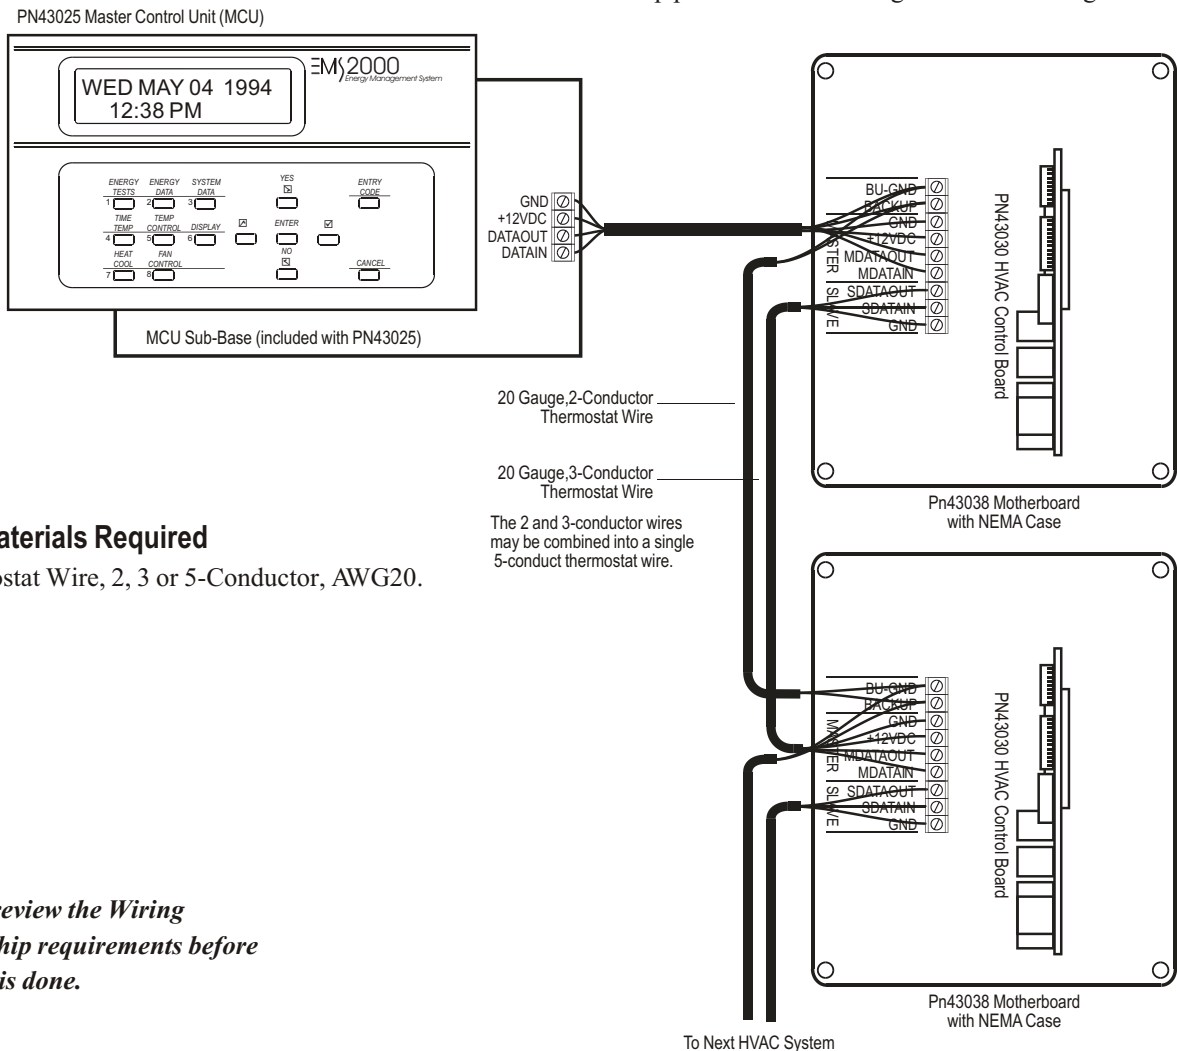 PN43025 Master Control Unit (MCU)
EMS2000
Energy Management System
WED MAY 04 1994
12:38 PM
ENERGY TESTS
1
ENERGY DATA
2
SYSTEM DATA
3
YES
ENTRY CODE
TIME TEMP
4
TEMP CONTROL
5
DISPLAY
6
ENTER
HEAT COOL
7
FAN CONTROL
8
NO
CANCEL
GND
+12VDC
DATAOUT
DATAIN
MCU Sub-Base (included with PN43025)
BU-GND
BACKUP
GND
+12VDC
MDATAOUT
MDATAIN
SDATAOUT
SDATAIN
GND
SLAVE
PN43030 HVAC Control Board
Pn43038 Motherboard
with NEMA Case
20 Gauge,2-Conductor
Thermostat Wire
20 Gauge,3-Conductor
Thermostat Wire
The 2 and 3-conductor wires
may be combined into a single
5-conduct thermostat wire.
aterials Required
ostat Wire, 2, 3 or 5-Conductor, AWG20.
BU-GND
BACKUP
GND
+12VDC
MDATAOUT
MDATAIN
SDATAOUT
SDATAIN
GND
MASTER
SLAVE
PN43030 HVAC Control Board
Pn43038 Motherboard
with NEMA Case
eview the Wiring
hip requirements before
is done.
To Next HVAC System